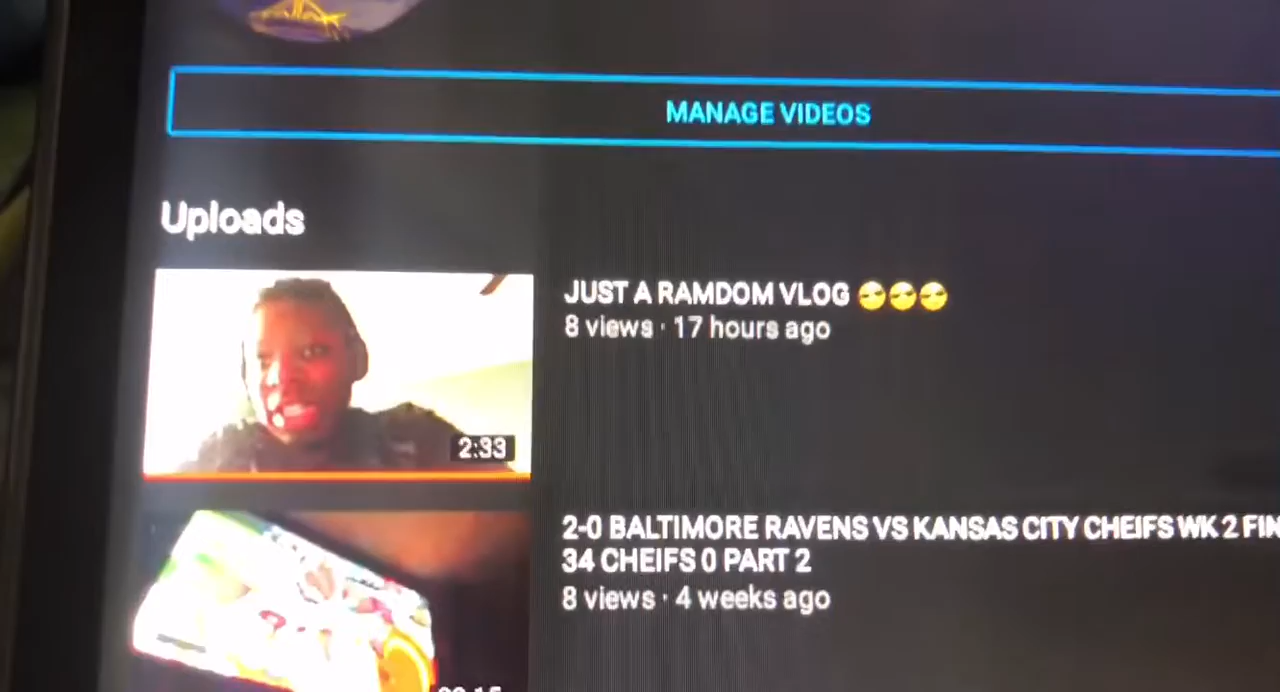 MANAGE VIDEOS
Uploads
JUST A RAMDOM VLOG 😎😎😎
8 views · 17 hours ago
2:33
2-0 BALTIMORE RAVENS VS KANSAS CITY CHEIFS WK 2
34 CHEIFS 0 PART 2
8 views · 4 weeks ago